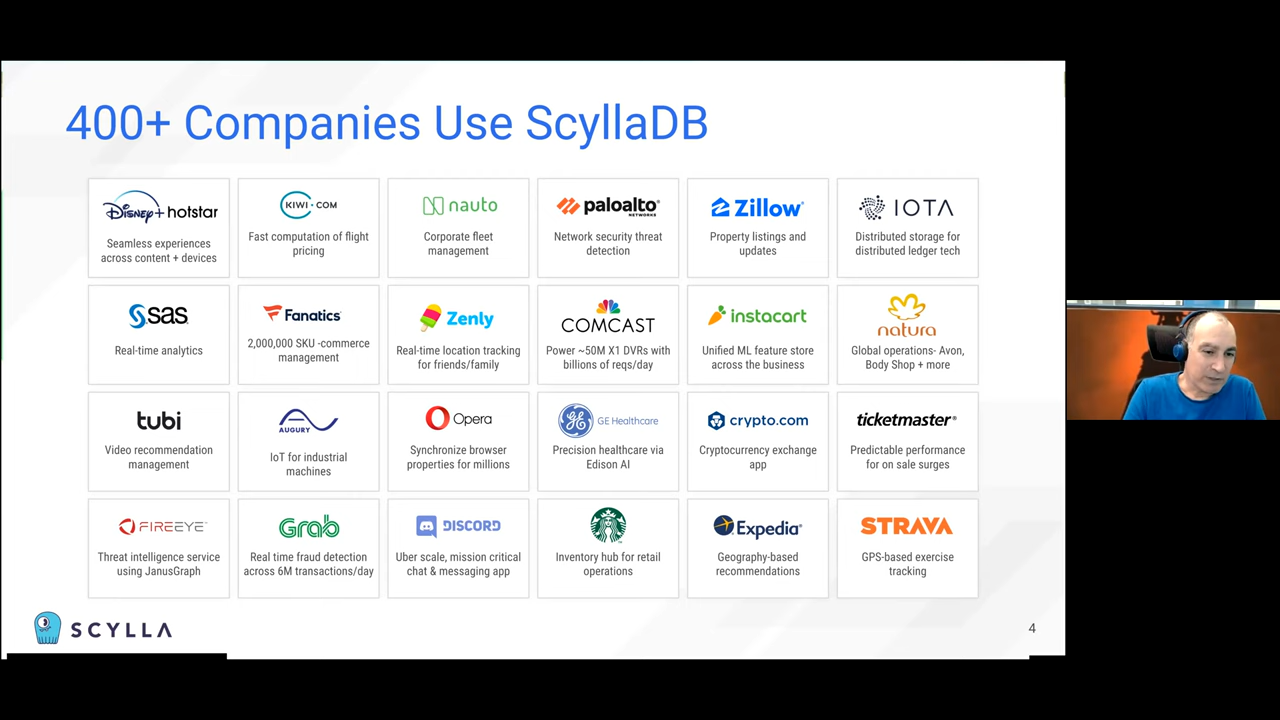 400+ Companies Use ScyllaDB
Disney+ hotstar
Seamless experiences
across content + devices
KIWI.COM
Fast computation of flight
pricing
nauto
Corporate fleet
management
paloalto
NETWORKS
Network security threat
detection
Zillow
Property listings and
updates
IOTA
Distributed storage for
distributed ledger tech
sas
Real-time analytics
Fanatics
2,000,000 SKU -commerce
management
Zenly
Real-time location tracking
for friends/family
COMCAST
Power ~50M X1 DVRs with
billions of reqs/day
instacart
Unified ML feature store
across the business
natura
Global operations- Avon,
Body Shop + more
tubi
Video recommendation
management
AUGURY
IoT for industrial
machines
Opera
Synchronize browser
properties for millions
GE Healthcare
Precision healthcare via
Edison AI
crypto.com
Cryptocurrency exchange
app
ticketmaster®
Predictable performance
for on sale surges
FIREEYE™
Threat intelligence service
using JanusGraph
Grab
Real time fraud detection
across 6M transactions/day
DISCORD
Uber scale, mission critical
chat & messaging app
Inventory hub for retail
operations
Expedia®
Geography-based
recommendations
STRAVA
GPS-based exercise
tracking
SCYLLA
4